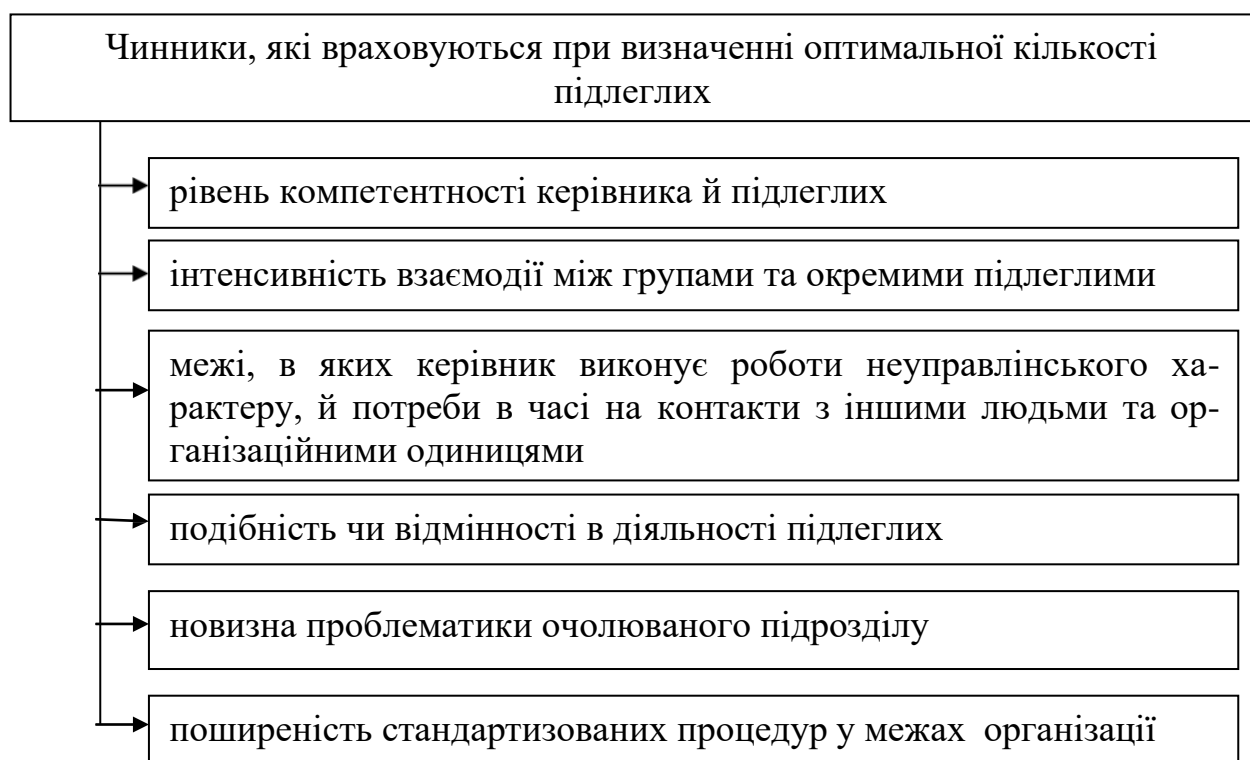 Чинники, які враховуються при визначенні оптимальної кількості
підлеглих
рівень компетентності керівника й підлеглих
інтенсивність взаємодії між групами та окремими підлеглими
межі, в яких керівник виконує роботи неуправлінського ха-
рактеру, й потреби в часі на контакти з іншими людьми та ор-
ганізаційними одиницями
подібність чи відмінності в діяльності підлеглих
новизна проблематики очолюваного підрозділу
поширеність стандартизованих процедур у межах організації